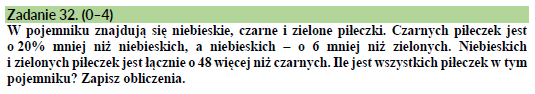 Zadanie 32. (0–4)
W pojemniku znajdują się niebieskie, czarne i zielone piłeczki. Czarnych piłeczek jest
o 20% mniej niż niebieskich, a niebieskich – o 6 mniej niż zielonych. Niebieskich
i zielonych piłeczek jest łącznie o 48 więcej niż czarnych. Ile jest wszystkich piłeczek w tym
pojemniku? Zapisz obliczenia.